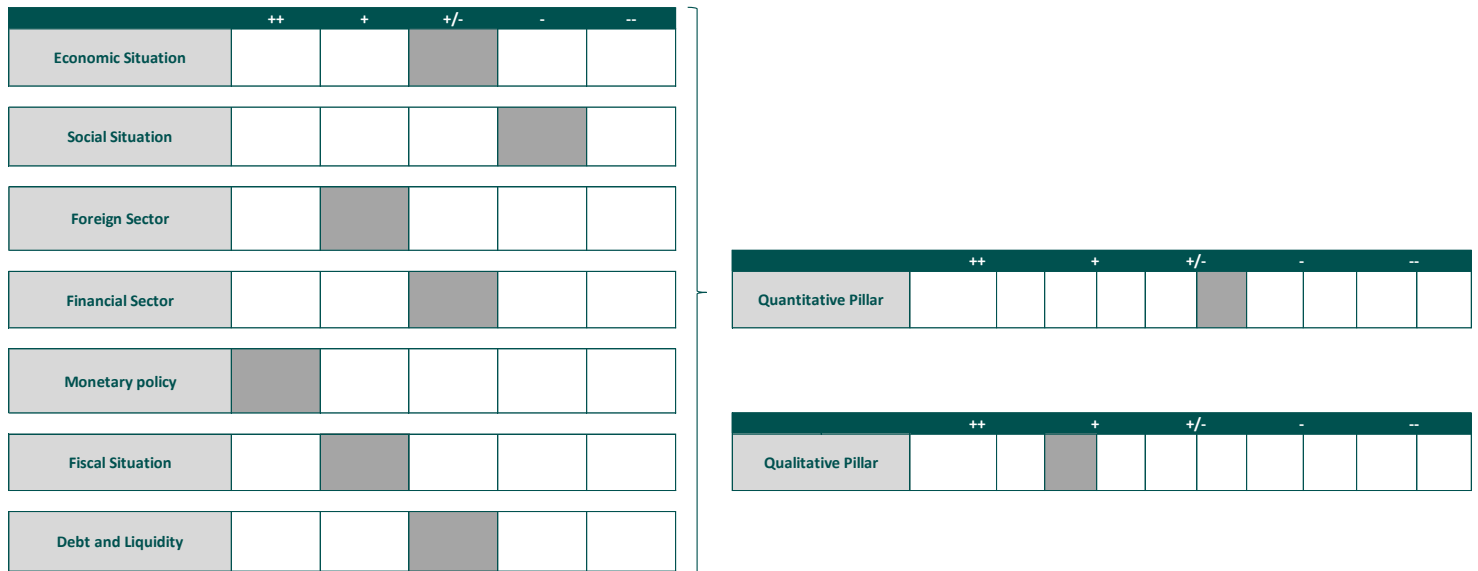 ++ + +/- - --
Economic Situation
Social Situation
Foreign Sector
Financial Sector
Monetary policy
Fiscal Situation
Debt and Liquidity
++ + +/- - --
Quantitative Pillar
++ + +/- - --
Qualitative Pillar